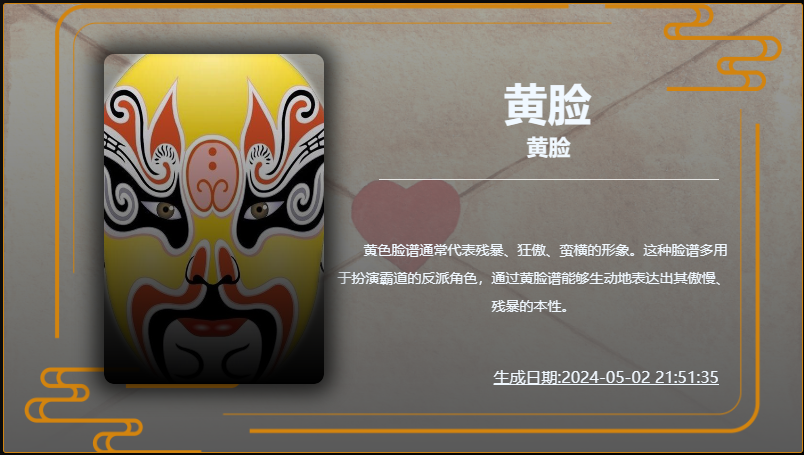 黄脸
黄脸
黄色脸谱通常代表残暴、狂傲、蛮横的形象。这种脸谱多用
于扮演霸道的反派角色，通过黄脸谱能够生动地表达出其傲慢、
残暴的本性。
生成日期:2024-05-02 21:51:35